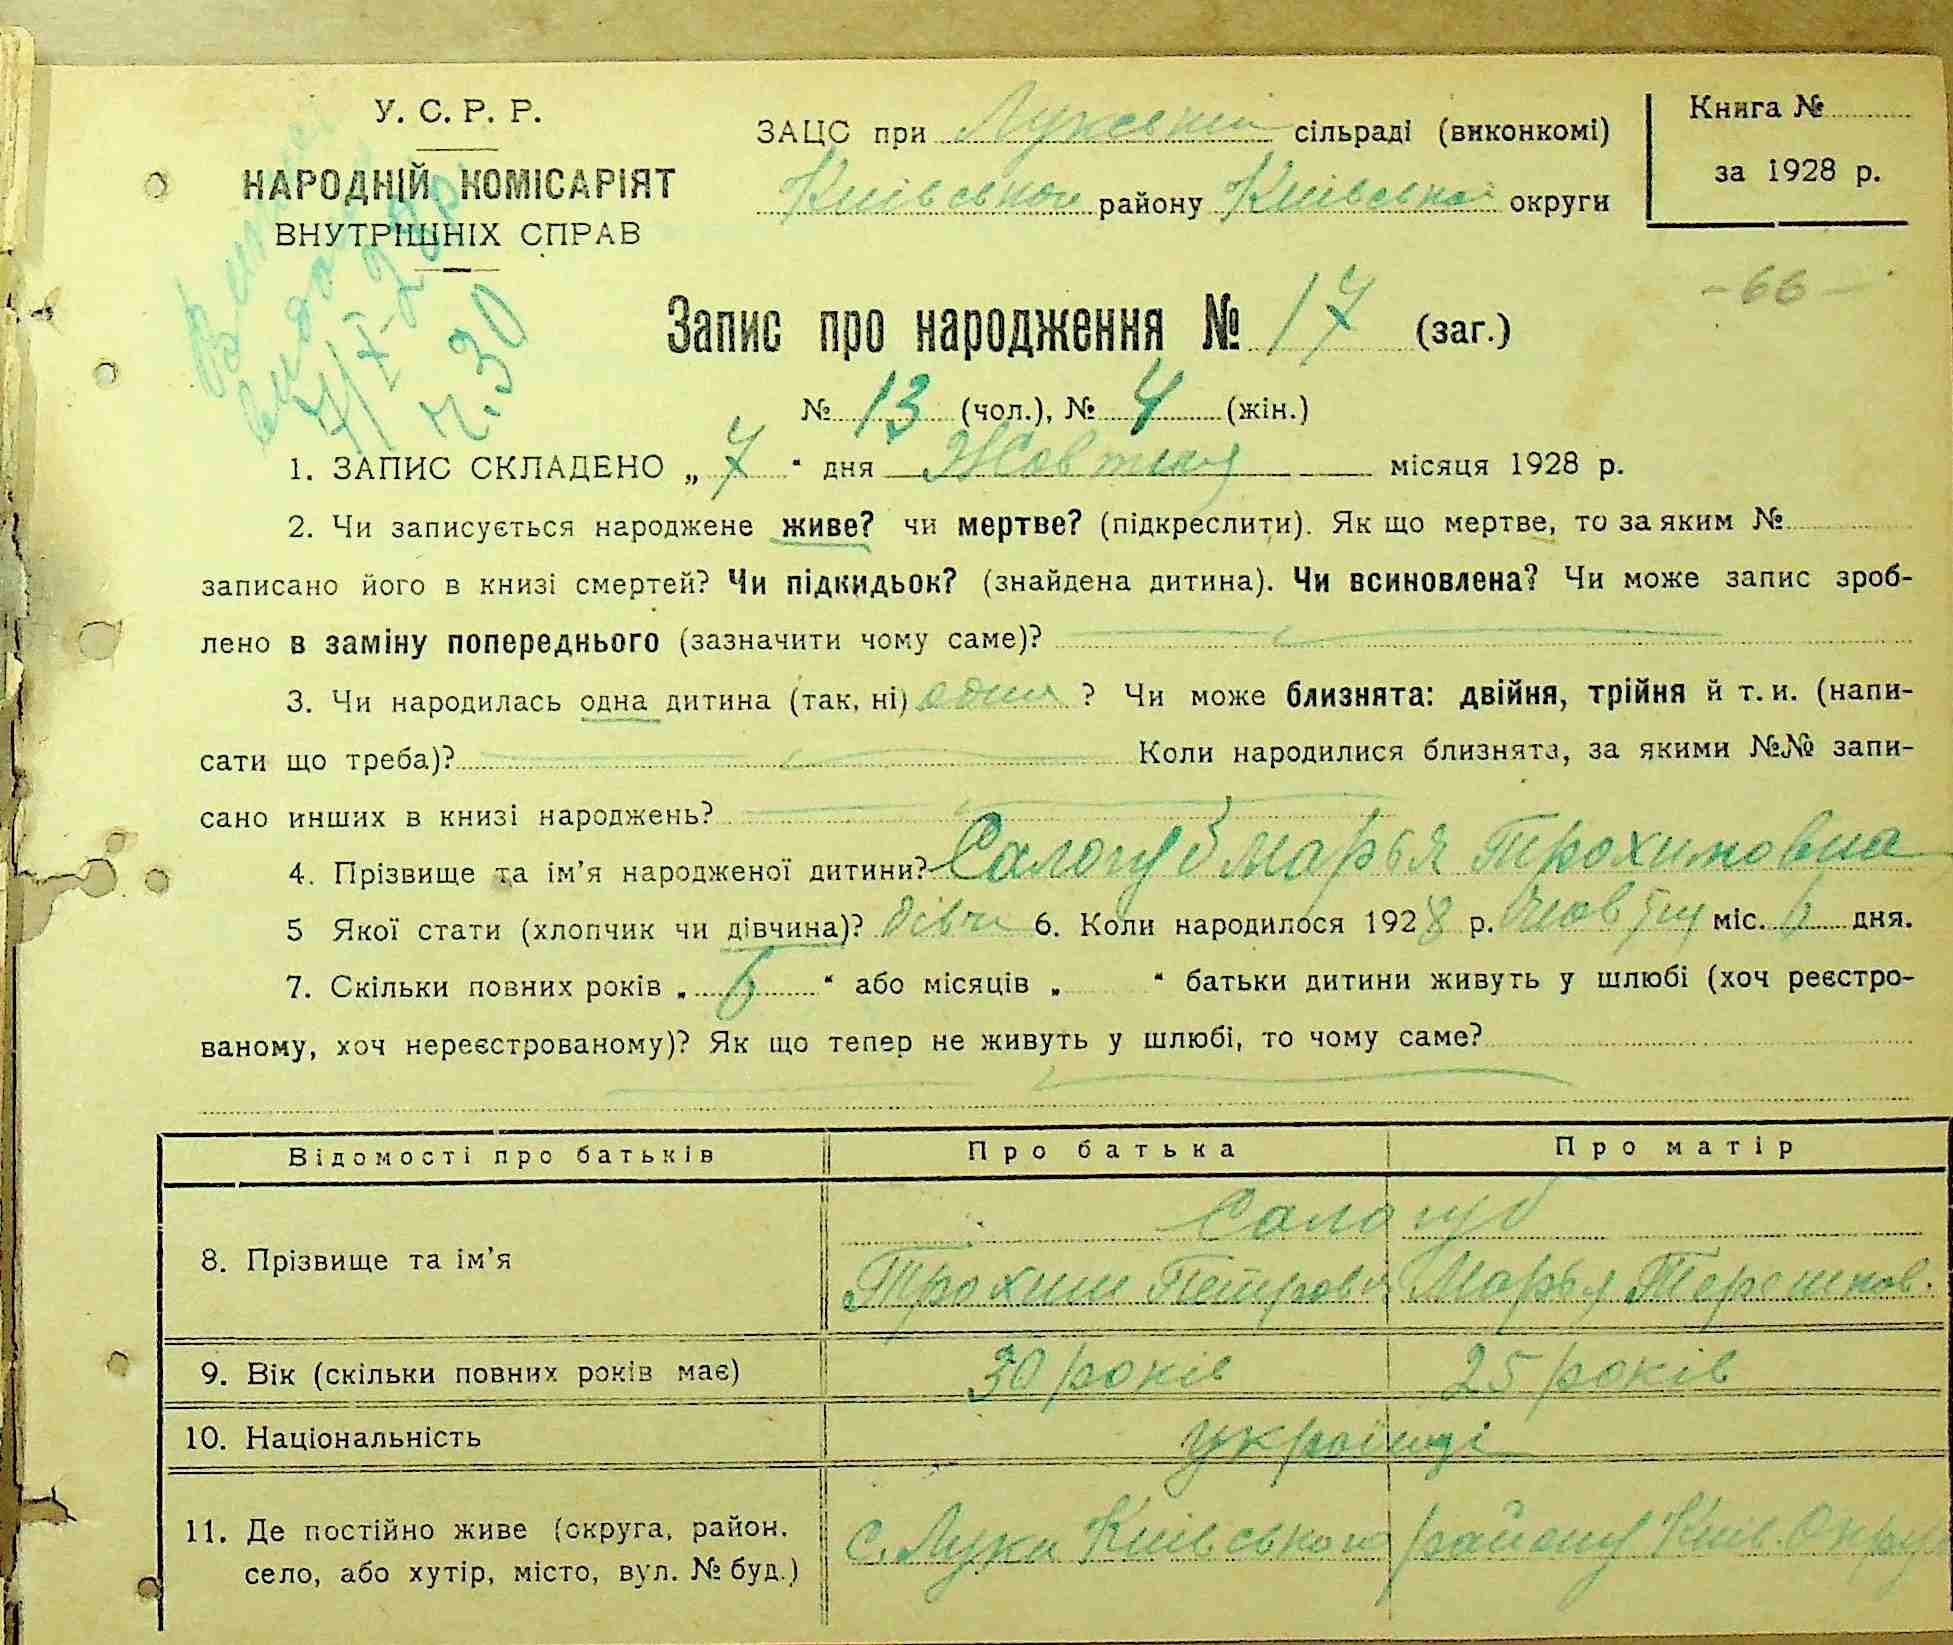 У. С. Р. Р.
НАРОДНІЙ КОМІСАРІЯТ
ВНУТРІШНІХ СПРАВ
ЗАЦС при Лукській сільраді (виконкомі)
Київського району Київської округи
Книга №
за 1928 р.
- 66 -
видано
7/X-28р
ч. 30
Запис про народження № 17 (заг.)
№ 13 (чол.), № 4 (жін.)
1. ЗАПИС СКЛАДЕНО „ 7 “ дня Жовтня місяця 1928 р.
2. Чи записується народжене живе? чи мертве? (підкреслити). Як що мертве, то за яким №
записано його в книзі смертей? Чи підкидьок? (знайдена дитина). Чи всиновлена? Чи може запис зроб-
лено в заміну попереднього (зазначити чому саме)?
3. Чи народилась одна дитина (так, ні) одна ? Чи може близнята: двійня, трійня й т. и. (напи-
сати що треба)? Коли народилися близнята, за якими №№ запи-
сано инших в книзі народжень?
4. Прізвище та ім’я народженої дитини? Салогуб Марья Трохимовна
5 Якої стати (хлопчик чи дівчина)? дівч 6. Коли народилося 1928 р. Жовтня міс. дня.
7. Скільки повних років „ 6 “ або місяців „ “ батьки дитини живуть у шлюбі (хоч реєстро-
ваному, хоч нереєстрованому)? Як що тепер не живуть у шлюбі, то чому саме?
Відомості про батьків Про батька Про матір
8. Прізвище та ім’я Салогуб
Трохим Петров Марья Терешков.
9. Вік (скільки повних років має) 30 років 25 років
10. Національність українці
11. Де постійно живе (округа, район,
село, або хутір, місто, вул. № буд.) С. Луки Київського району Київ. Окру